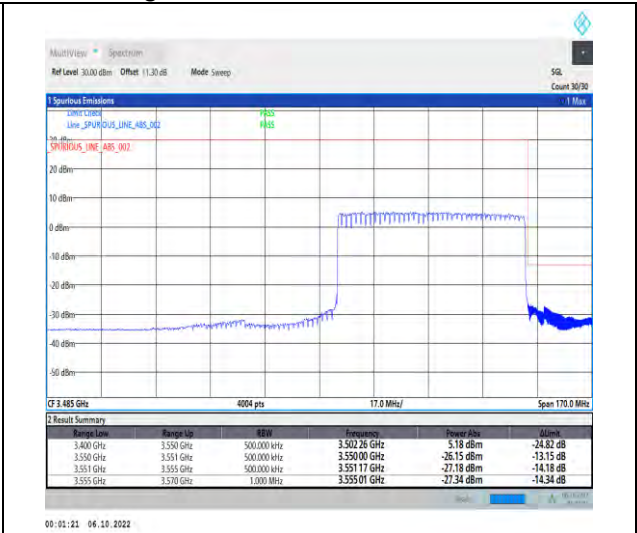 MultiView Spectrum
Ref Level 30.00 dBm Offset 11.30 dB Mode Sweep SGL
Count 30/30
1 Spurious Emissions 1 Max
Limit Check PASS
Line _SPURIOUS_LINE_ABS_002 PASS
_SPURIOUS_LINE_ABS_002
20 dBm
10 dBm
0 dBm
-10 dBm
-20 dBm
-30 dBm
-40 dBm
-50 dBm
CF 3.485 GHz 4004 pts 17.0 MHz/ Span 170.0 MHz
2 Result Summary
Range Low Range Up RBW Frequency Power Abs ΔLimit
3.400 GHz 3.550 GHz 500.000 kHz 3.502 26 GHz 5.18 dBm -24.82 dB
3.550 GHz 3.551 GHz 500.000 kHz 3.550 00 GHz -26.15 dBm -13.15 dB
3.551 GHz 3.555 GHz 500.000 kHz 3.551 17 GHz -27.18 dBm -14.18 dB
3.555 GHz 3.570 GHz 1.000 MHz 3.555 01 GHz -27.34 dBm -14.34 dB
00:01:21 06.10.2022